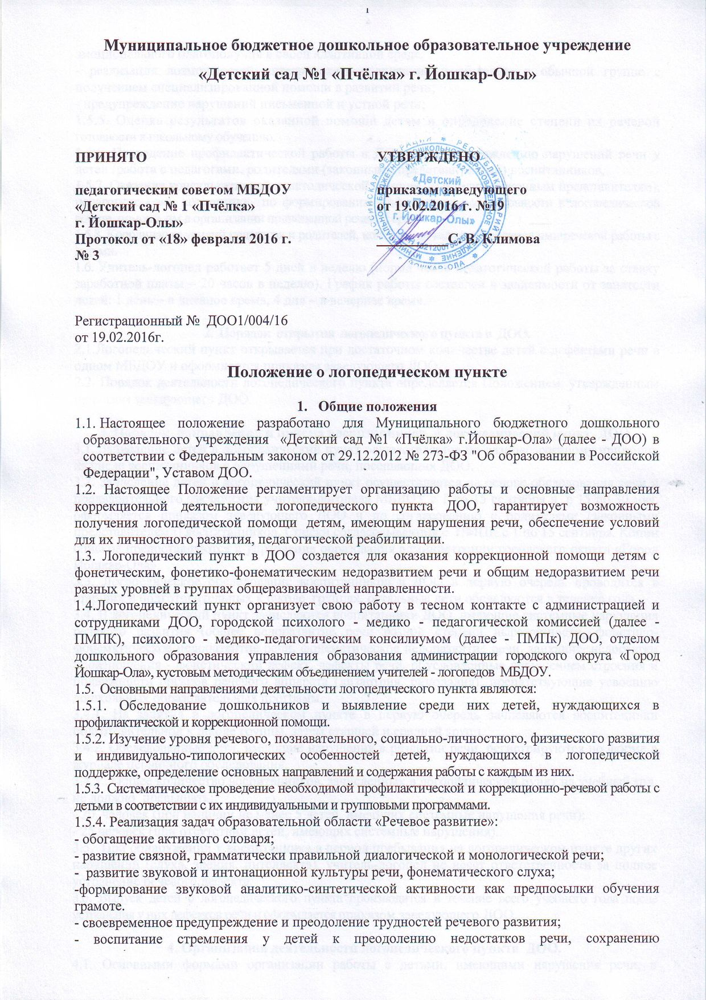 1
Муниципальное бюджетное дошкольное образовательное учреждение
«Детский сад №1 «Пчёлка» г. Йошкар-Олы»
ПРИНЯТО
педагогическим советом МБДОУ
«Детский сад № 1 «Пчёлка»
г. Йошкар-Олы»
Протокол от «18» февраля 2016 г.
№ 3
УТВЕРЖДЕНО
приказом заведующего
от 19.02.2016 г. №19
С. В. Климова
«Детский
г. Йошкар-Олы»
Регистрационный № ДОО1/004/16
от 19.02.2016г.
Положение о логопедическом пункте
1. Общие положения
1.1. Настоящее положение разработано для Муниципального бюджетного дошкольного
образовательного учреждения «Детский сад №1 «Пчёлка» г.Йошкар-Ола» (далее - ДОО) в
соответствии с Федеральным законом от 29.12.2012 № 273-ФЗ "Об образовании в Российской
Федерации", Уставом ДОО.
1.2. Настоящее Положение регламентирует организацию работы и основные направления
коррекционной деятельности логопедического пункта ДОО, гарантирует возможность
получения логопедической помощи детям, имеющим нарушения речи, обеспечение условий
для их личностного развития, педагогической реабилитации.
1.3. Логопедический пункт в ДОО создается для оказания коррекционной помощи детям с
фонетическим, фонетико-фонематическим недоразвитием речи и общим недоразвитием речи
разных уровней в группах общеразвивающей направленности.
1.4.Логопедический пункт организует свою работу в тесном контакте с администрацией и
сотрудниками ДОО, городской психолого - медико - педагогической комиссией (далее -
ПМПК), психолого - медико-педагогическим консилиумом (далее - ПМПк) ДОО, отделом
дошкольного образования управления образования администрации городского округа «Город
Йошкар-Ола», кустовым методическим объединением учителей - логопедов МБДОУ.
1.5. Основными направлениями деятельности логопедического пункта являются:
1.5.1. Обследование дошкольников и выявление среди них детей, нуждающихся в
профилактической и коррекционной помощи.
1.5.2. Изучение уровня речевого, познавательного, социально-личностного, физического развития
и индивидуально-типологических особенностей детей, нуждающихся в логопедической
поддержке, определение основных направлений и содержания работы с каждым из них.
1.5.3. Систематическое проведение необходимой профилактической и коррекционно-речевой работы с
детьми в соответствии с их индивидуальными и групповыми программами.
1.5.4. Реализация задач образовательной области «Речевое развитие»:
- обогащение активного словаря;
- развитие связной, грамматически правильной диалогической и монологической речи;
- развитие звуковой и интонационной культуры речи, фонематического слуха;
-формирование звуковой аналитико-синтетической активности как предпосылки обучения
грамоте.
- своевременное предупреждение и преодоление трудностей речевого развития;
- воспитание стремления у детей к преодолению недостатков речи, сохранению